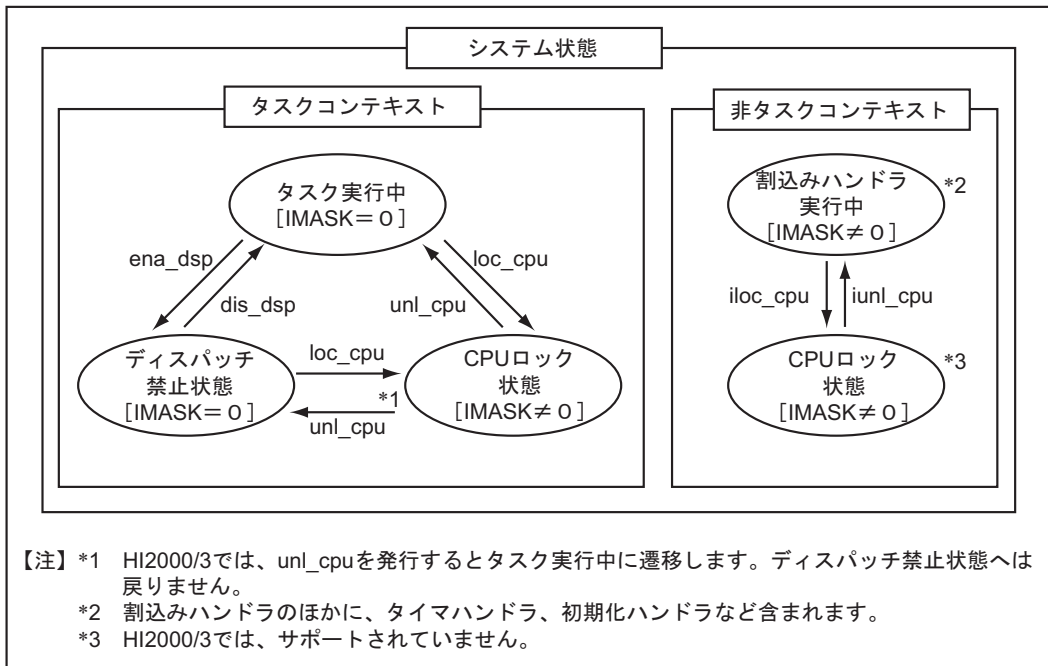 システム状態
タスクコンテキスト
タスク実行中
[IMASK＝０]
ena_dsp
dis_dsp
loc_cpu
unl_cpu
ディスパッチ
禁止状態
[IMASK＝０]
loc_cpu
*1
unl_cpu
CPUロック
状態
[IMASK≠０]
非タスクコンテキスト
割込みハンドラ
実行中
[IMASK≠０]
*2
iloc_cpu
iunl_cpu
CPUロック
状態
[IMASK≠０]
*3
【注】*1 HI2000/3では、unl_cpuを発行するとタスク実行中に遷移します。ディスパッチ禁止状態へは
戻りません。
*2 割込みハンドラのほかに、タイマハンドラ、初期化ハンドラなど含まれます。
*3 HI2000/3では、サポートされていません。